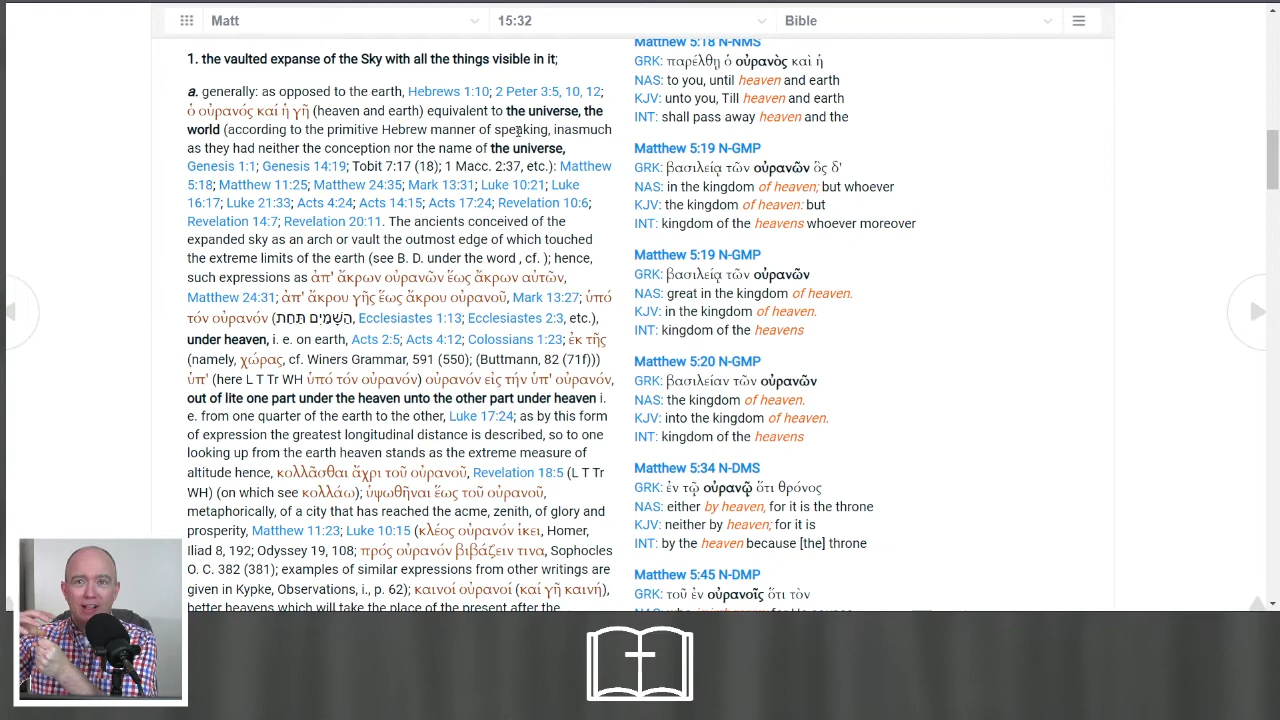 Matt
15:32
Bible
1. the vaulted expanse of the Sky with all the things visible in it;
a. generally: as opposed to the earth, Hebrews 1:10; 2 Peter 3:5, 10, 12;
ὁ οὐρανός καί ἡ γῆ (heaven and earth) equivalent to the universe, the
world (according to the primitive Hebrew manner of speaking, inasmuch
as they had neither the conception nor the name of the universe,
Genesis 1:1; Genesis 14:19; Tobit 7:17 (18); 1 Macc. 2:37, etc.): Matthew
5:18; Matthew 11:25; Matthew 24:35; Mark 13:31; Luke 10:21; Luke
16:17; Luke 21:33; Acts 4:24; Acts 14:15; Acts 17:24; Revelation 10:6;
Revelation 14:7; Revelation 20:11. The ancients conceived of the
expanded sky as an arch or vault the outmost edge of which touched
the extreme limits of the earth (see B. D. under the word , cf. ); hence,
such expressions as ἀπ' ἄκρων οὐρανῶν ἕως ἄκρων αὐτῶν,
Matthew 24:31; ἀπ' ἄκρου γῆς ἕως ἄκρου οὐρανοῦ, Mark 13:27; ὑπό
τόν οὐρανόν (הַשָּׁמַיִם תַּחַת, Ecclesiastes 1:13; Ecclesiastes 2:3, etc.),
under heaven, i. e. on earth, Acts 2:5; Acts 4:12; Colossians 1:23; ἐκ τῆς
(namely, χώρας, cf. Winers Grammar, 591 (550); (Buttmann, 82 (71f)))
ὑπ' (here L T Tr WH ὑπό τόν οὐρανόν) οὐρανόν εἰς τήν ὑπ' οὐρανόν,
out of lite one part under the heaven unto the other part under heaven i.
e. from one quarter of the earth to the other, Luke 17:24; as by this form
of expression the greatest longitudinal distance is described, so to one
looking up from the earth heaven stands as the extreme measure of
altitude hence, κολλᾶσθαι ἄχρι τοῦ οὐρανοῦ, Revelation 18:5 (L T Tr
WH) (on which see κολλάω); ὑψωθῆναι ἕως τοῦ οὐρανοῦ,
metaphorically, of a city that has reached the acme, zenith, of glory and
prosperity, Matthew 11:23; Luke 10:15 (κλέος οὐρανόν ἱκει, Homer,
Iliad 8, 192; Odyssey 19, 108; πρός οὐρανόν βιβάζειν τινα, Sophocles
O. C. 382 (381); examples of similar expressions from other writings are
given in Kypke, Observations, i., p. 62); καινοί οὐρανοί (καί γῆ καινή),
better heavens which will take the place of the present after the
Matthew 5:18 N-NMS
GRK: παρέλθῃ ὁ οὐρανὸς καὶ ἡ
NAS: to you, until heaven and earth
KJV: unto you, Till heaven and earth
INT: shall pass away heaven and the
Matthew 5:19 N-GMP
GRK: βασιλείᾳ τῶν οὐρανῶν ὃς δ'
NAS: in the kingdom of heaven; but whoever
KJV: the kingdom of heaven: but
INT: kingdom of the heavens whoever moreover
Matthew 5:19 N-GMP
GRK: βασιλείᾳ τῶν οὐρανῶν
NAS: great in the kingdom of heaven.
KJV: in the kingdom of heaven.
INT: kingdom of the heavens
Matthew 5:20 N-GMP
GRK: βασιλείαν τῶν οὐρανῶν
NAS: the kingdom of heaven.
KJV: into the kingdom of heaven.
INT: kingdom of the heavens
Matthew 5:34 N-DMS
GRK: ἐν τῷ οὐρανῷ ὅτι θρόνος
NAS: either by heaven, for it is the throne
KJV: neither by heaven; for it is
INT: by the heaven because [the] throne
Matthew 5:45 N-DMP
GRK: τοῦ ἐν οὐρανοῖς ὅτι τὸν